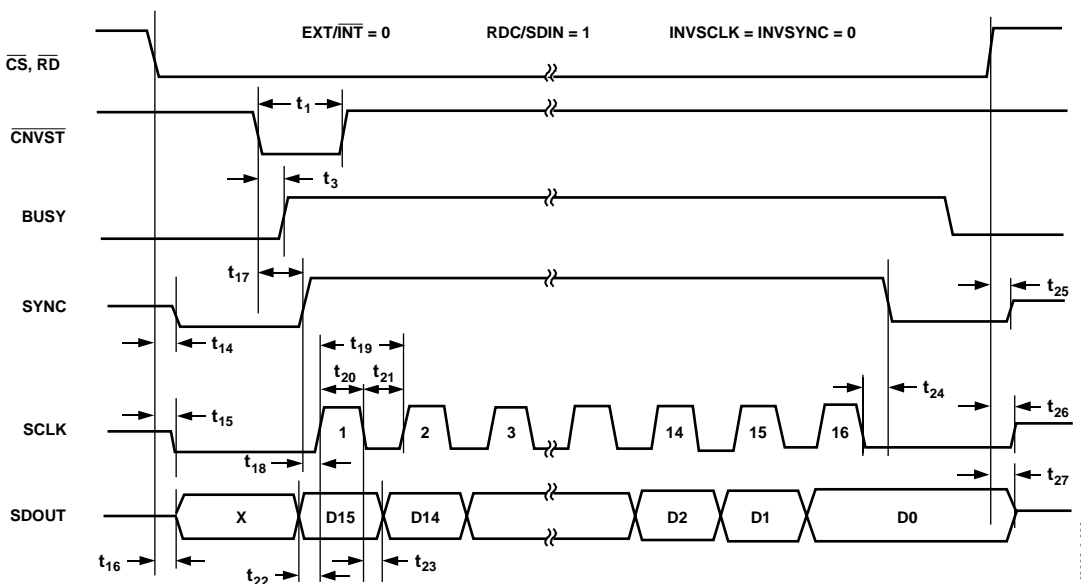 EXT/INT = 0 RDC/SDIN = 1 INVSCLK = INVSYNC = 0
CS, RD
t1
CNVST
t3
BUSY
t17
SYNC
t25
t14
t19
t20 t21
t24
t15
t26
SCLK
1 2 3 14 15 16
t18
t27
SDOUT
X D15 D14 D2 D1 D0
t16
t22
t23